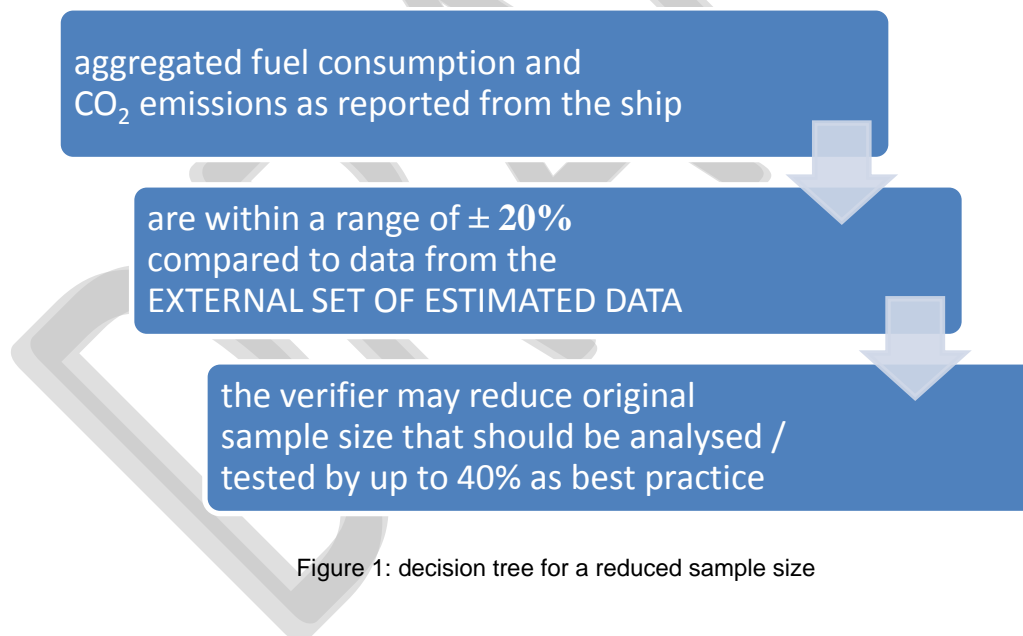 aggregated fuel consumption and
CO₂ emissions as reported from the ship
are within a range of ± 20%
compared to data from the
EXTERNAL SET OF ESTIMATED DATA
the verifier may reduce original
sample size that should be analysed /
tested by up to 40% as best practice
Figure 1: decision tree for a reduced sample size